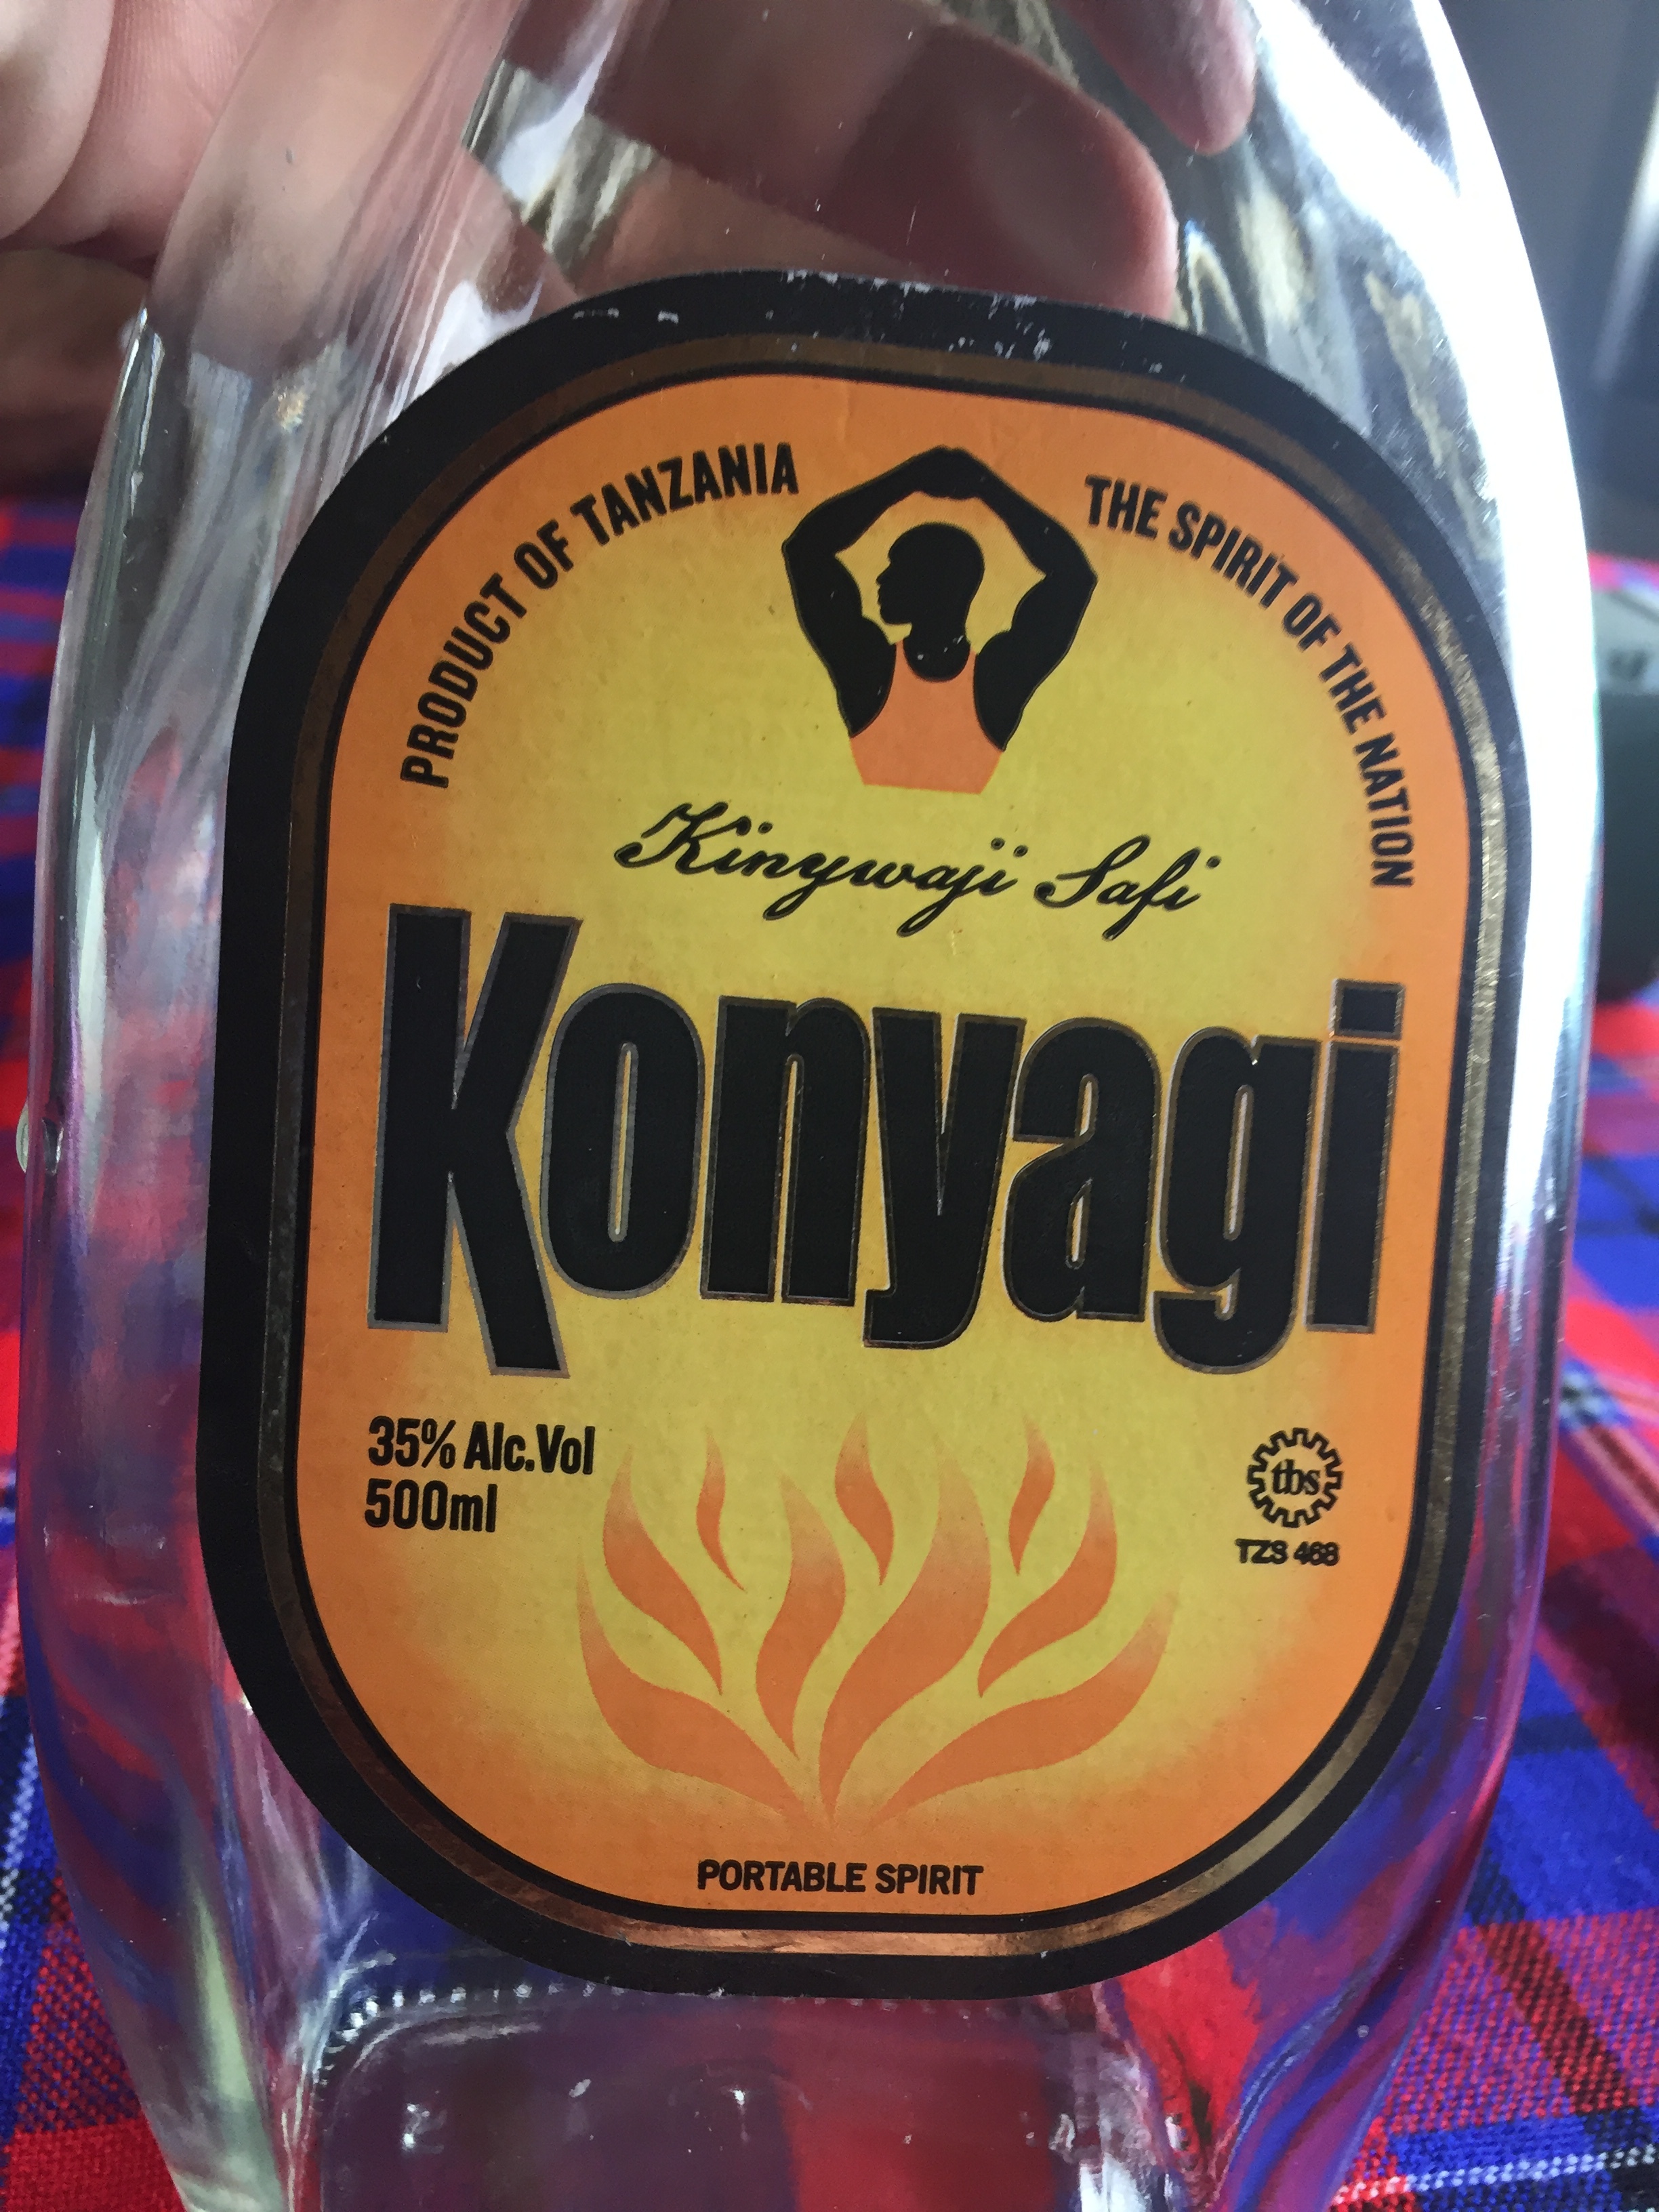 PRODUCT OF TANZANIA
THE SPIRIT OF THE NATION
Kinywaji Safi
Konyagi
35% Alc.Vol
500ml
tbs
TZS 468
PORTABLE SPIRIT